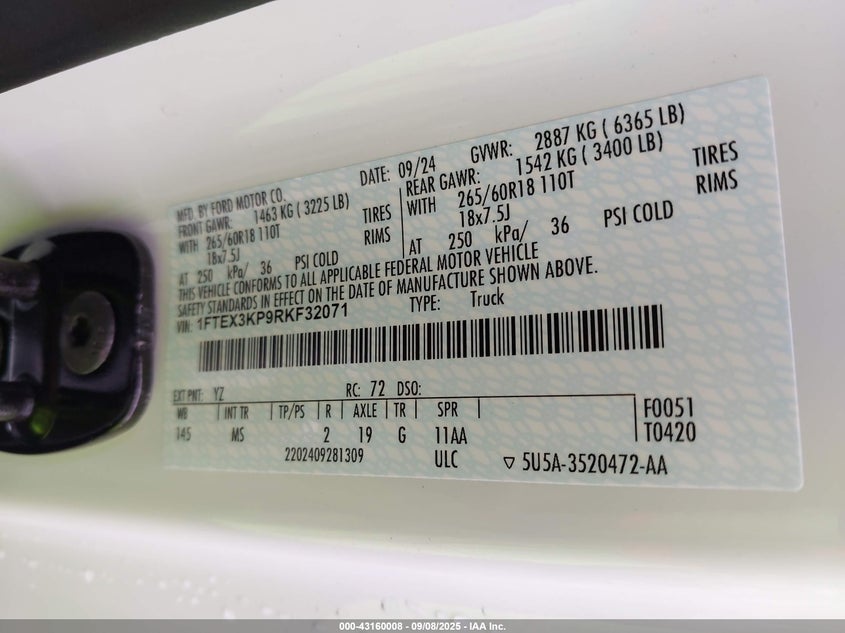 MFD. BY FORD MOTOR CO.
DATE: 09/24
GVWR: 2887 KG ( 6365 LB)
FRONT GAWR: 1463 KG ( 3225 LB)
REAR GAWR: 1542 KG ( 3400 LB)
WITH 265/60R18 110T TIRES
18x7.5J RIMS
AT 250 kPa/ 36 PSI COLD
WITH 265/60R18 110T TIRES
18x7.5J RIMS
AT 250 kPa/ 36 PSI COLD
THIS VEHICLE CONFORMS TO ALL APPLICABLE FEDERAL MOTOR VEHICLE
SAFETY STANDARDS IN EFFECT ON THE DATE OF MANUFACTURE SHOWN ABOVE.
VIN: 1FTEX3KP9RKF32071
TYPE: Truck
EXT PNT: YZ RC: 72 DSO:
WB INT TR TP/PS R AXLE TR SPR
145 MS 2 19 G 11AA
F0051
T0420
2202409281309 ULC ▽ 5U5A-3520472-AA
000-43160008 - 09/08/2025 - IAA Inc.